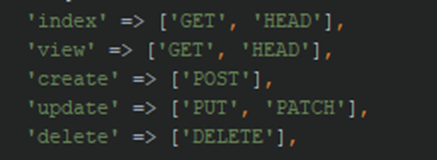 'index' => ['GET', 'HEAD'],
'view' => ['GET', 'HEAD'],
'create' => ['POST'],
'update' => ['PUT', 'PATCH'],
'delete' => ['DELETE'],